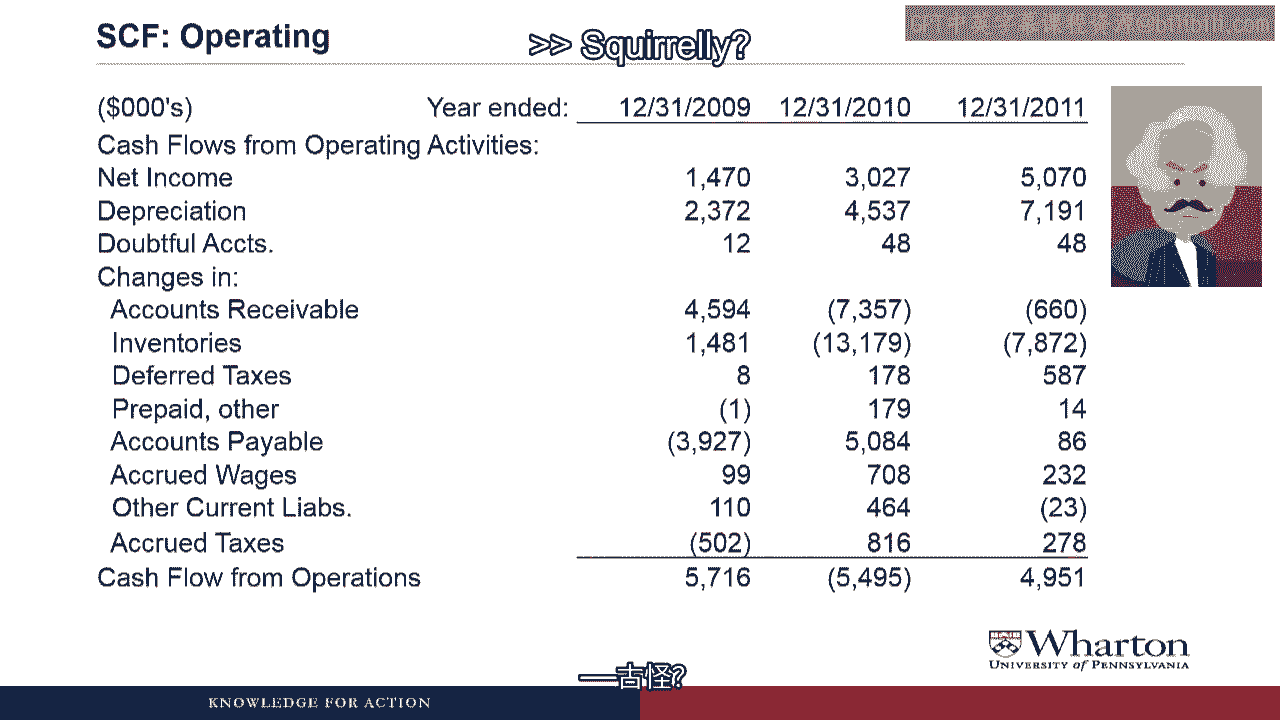 SCF: Operating
>> Squirrelly?
($000's) Year ended: 12/31/2009 12/31/2010 12/31/2011
Cash Flows from Operating Activities:
Net Income 1,470 3,027 5,070
Depreciation 2,372 4,537 7,191
Doubtful Accts. 12 48 48
Changes in:
Accounts Receivable 4,594 (7,357) (660)
Inventories 1,481 (13,179) (7,872)
Deferred Taxes 8 178 587
Prepaid, other (1) 179 14
Accounts Payable (3,927) 5,084 86
Accrued Wages 99 708 232
Other Current Liabs. 110 464 (23)
Accrued Taxes (502) 816 278
Cash Flow from Operations 5,716 (5,495) 4,951
Wharton
UNIVERSITY of PENNSYLVANIA
—古怪?
KNOWLEDGE FOR ACTION